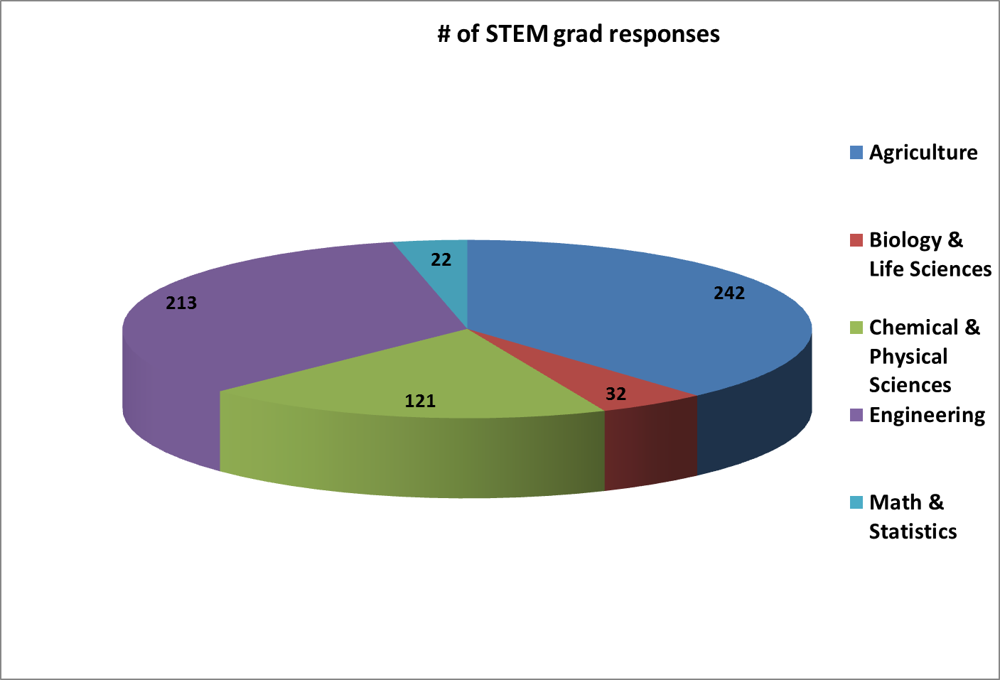 # of STEM grad responses
22
242
213
32
121
Agriculture
Biology &
Life Sciences
Chemical &
Physical
Sciences
Engineering
Math &
Statistics